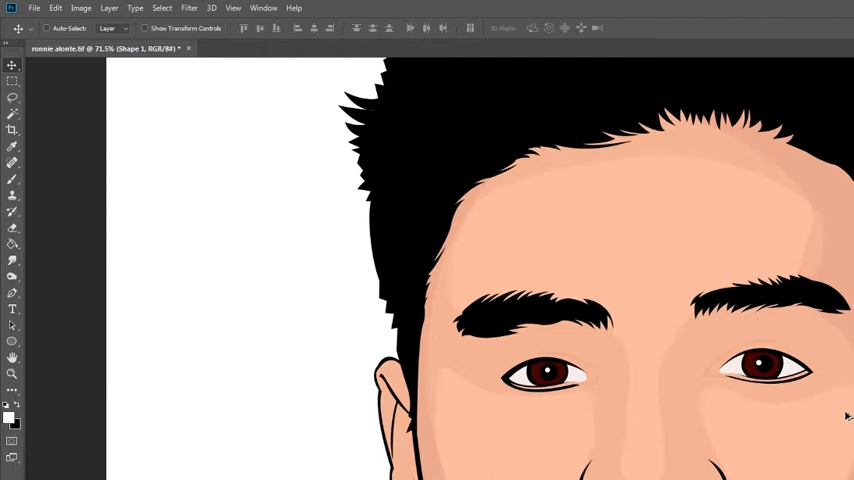 Ps File Edit Image Layer Type Select Filter 3D View Window Help
Auto-Select: Layer Show Transform Controls 3D Mode:
ronnie alonte.tif @ 71.5% (Shape 1, RGB/8#) * ×
T